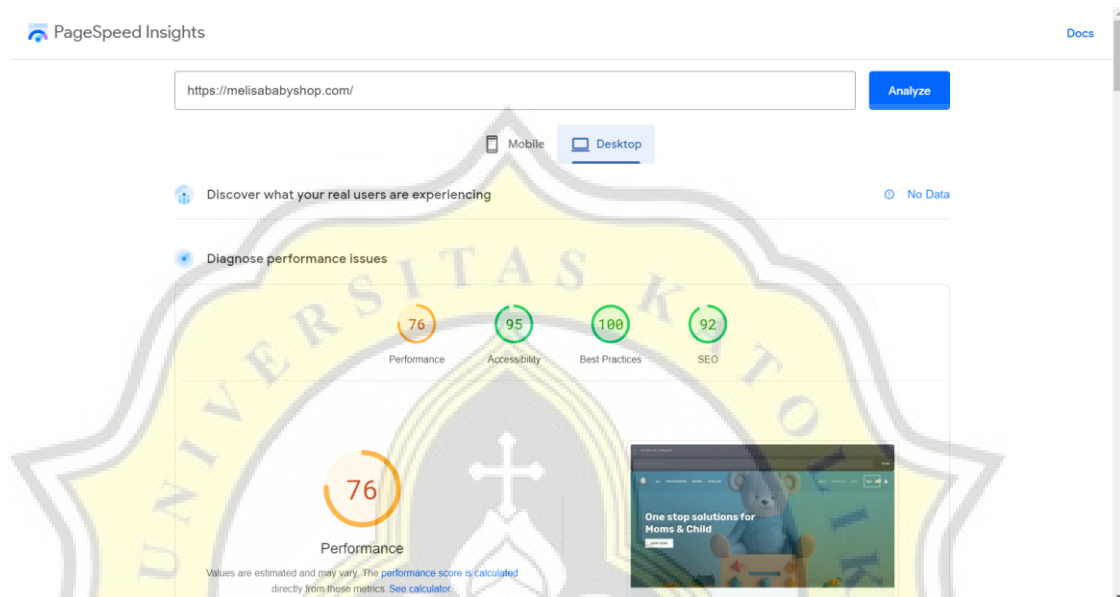 PageSpeed Insights
Docs
https://melisababyshop.com/
Analyze
Mobile
Desktop
Discover what your real users are experiencing
No Data
Diagnose performance issues
76
95
100
92
Performance
Accessibility
Best Practices
SEO
76
Performance
Values are estimated and may vary. The performance score is calculated
directly from these metrics. See calculator.
One stop solutions for
Moms & Child
UNIVERSITAS KATOLIK